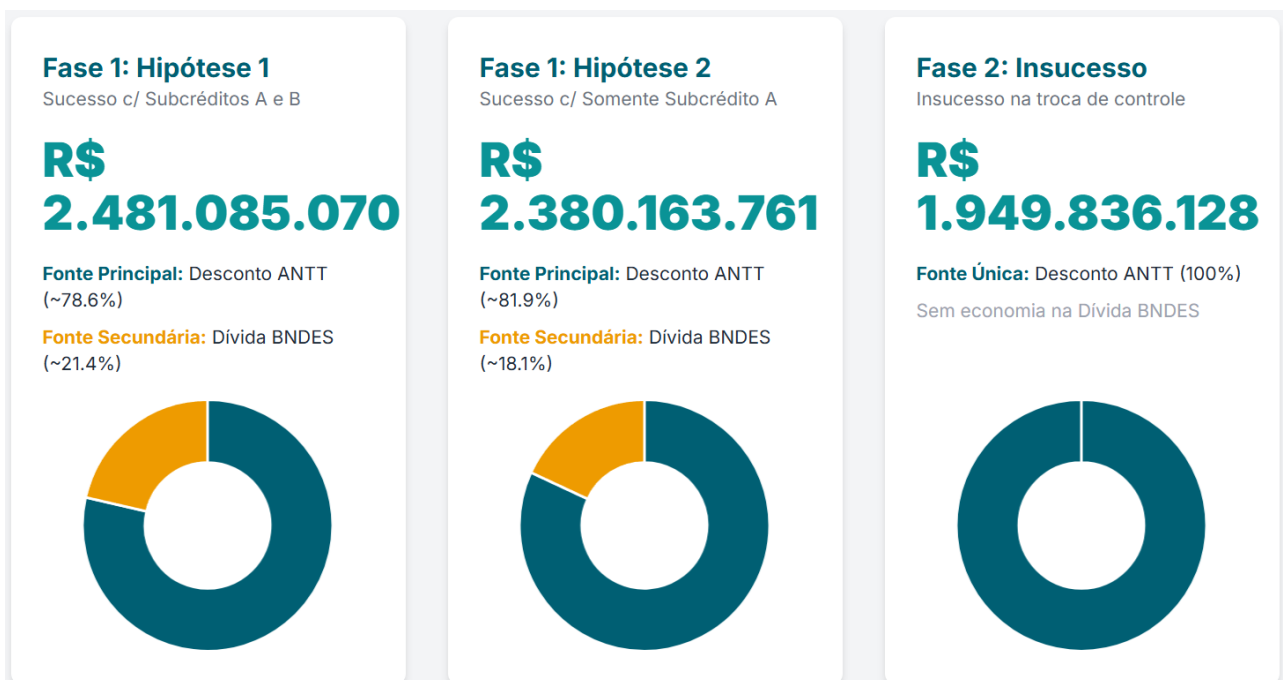 Fase 1: Hipótese 1
Sucesso c/ Subcréditos A e B
R$
2.481.085.070
Fonte Principal: Desconto ANTT
(~78.6%)
Fonte Secundária: Dívida BNDES
(~21.4%)
Fase 1: Hipótese 2
Sucesso c/ Somente Subcrédito A
R$
2.380.163.761
Fonte Principal: Desconto ANTT
(~81.9%)
Fonte Secundária: Dívida BNDES
(~18.1%)
Fase 2: Insucesso
Insucesso na troca de controle
R$
1.949.836.128
Fonte Única: Desconto ANTT (100%)
Sem economia na Dívida BNDES